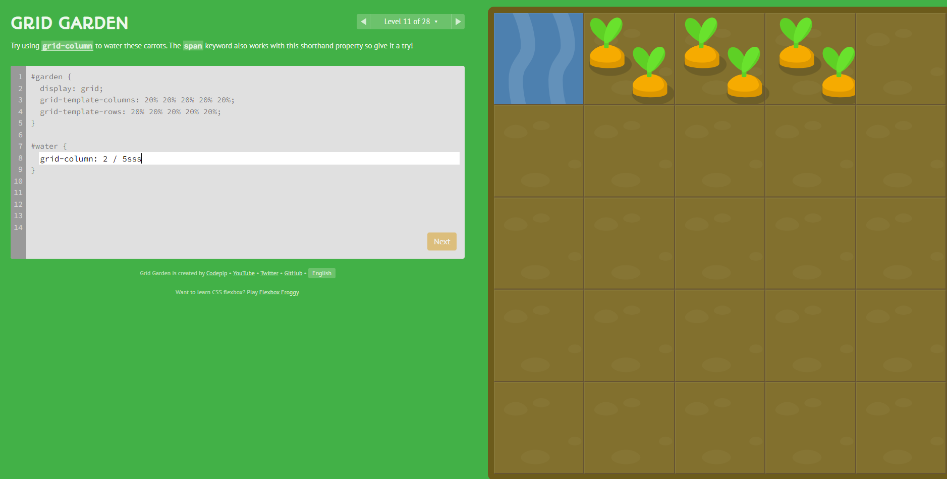 GRID GARDEN
Level 11 of 28
Try using grid-column to water these carrots. The span keyword also works with this shorthand property so give it a try!
1 #garden {
2 display: grid;
3 grid-template-columns: 20% 20% 20% 20% 20%;
4 grid-template-rows: 20% 20% 20% 20% 20%;
5 }
6
7 #water {
8 grid-column: 2 / 5sss
9 }
10
11
12
13
14
Next
Grid Garden is created by Codepip • YouTube • Twitter • GitHub • English
Want to learn CSS flexbox? Play Flexbox Froggy.